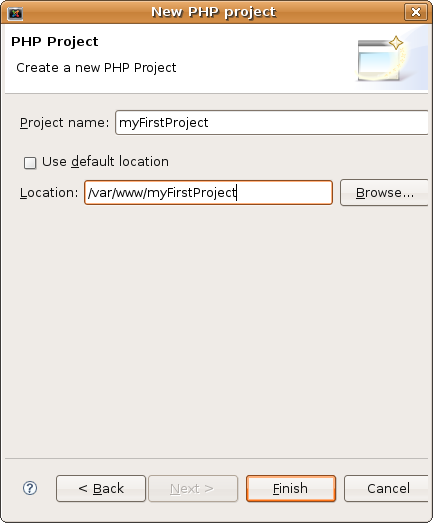 New PHP project
PHP Project
Create a new PHP Project
Project name: myFirstProject
Use default location
Location: /var/www/myFirstProject Browse...
? < Back Next > Finish Cancel